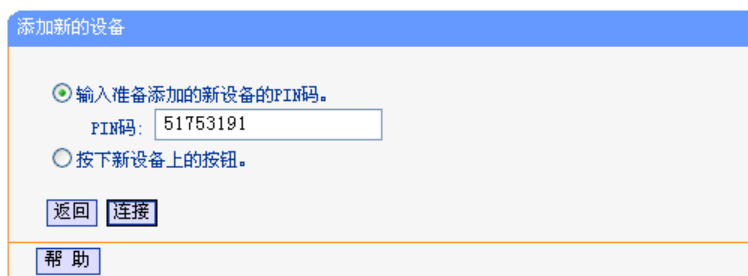 添加新的设备
输入准备添加的新设备的PIN码。
PIN码: 51753191
按下新设备上的按钮。
返回 连接
帮 助